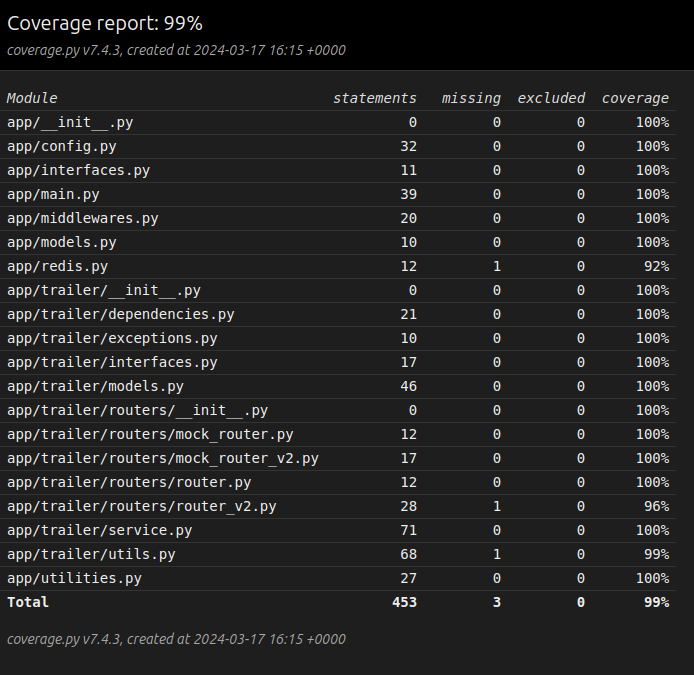 Coverage report: 99%
coverage.py v7.4.3, created at 2024-03-17 16:15 +0000
Module statements missing excluded coverage
app/__init__.py 0 0 0 100%
app/config.py 32 0 0 100%
app/interfaces.py 11 0 0 100%
app/main.py 39 0 0 100%
app/middlewares.py 20 0 0 100%
app/models.py 10 0 0 100%
app/redis.py 12 1 0 92%
app/trailer/__init__.py 0 0 0 100%
app/trailer/dependencies.py 21 0 0 100%
app/trailer/exceptions.py 10 0 0 100%
app/trailer/interfaces.py 17 0 0 100%
app/trailer/models.py 46 0 0 100%
app/trailer/routers/__init__.py 0 0 0 100%
app/trailer/routers/mock_router.py 12 0 0 100%
app/trailer/routers/mock_router_v2.py 17 0 0 100%
app/trailer/routers/router.py 12 0 0 100%
app/trailer/routers/router_v2.py 28 1 0 96%
app/trailer/service.py 71 0 0 100%
app/trailer/utils.py 68 1 0 99%
app/utilities.py 27 0 0 100%
Total 453 3 0 99%
coverage.py v7.4.3, created at 2024-03-17 16:15 +0000